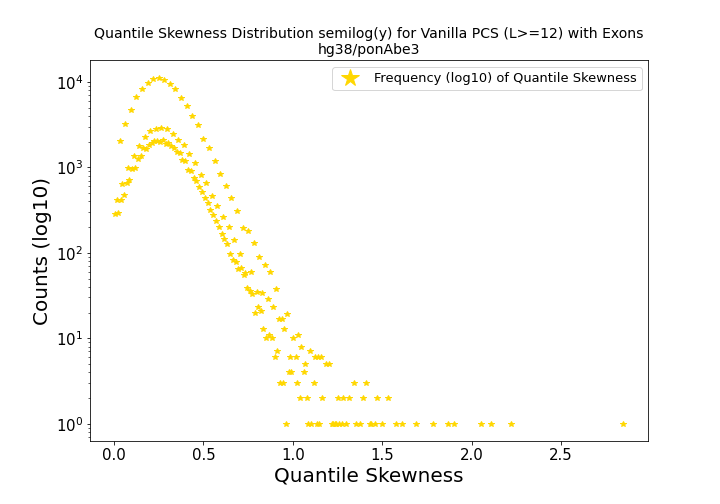 Quantile Skewness Distribution semilog(y) for Vanilla PCS (L>=12) with Exons
hg38/ponAbe3
Frequency (log10) of Quantile Skewness
Counts (log10)
10^4
10^3
10^2
10^1
10^0
0.0 0.5 1.0 1.5 2.0 2.5
Quantile Skewness